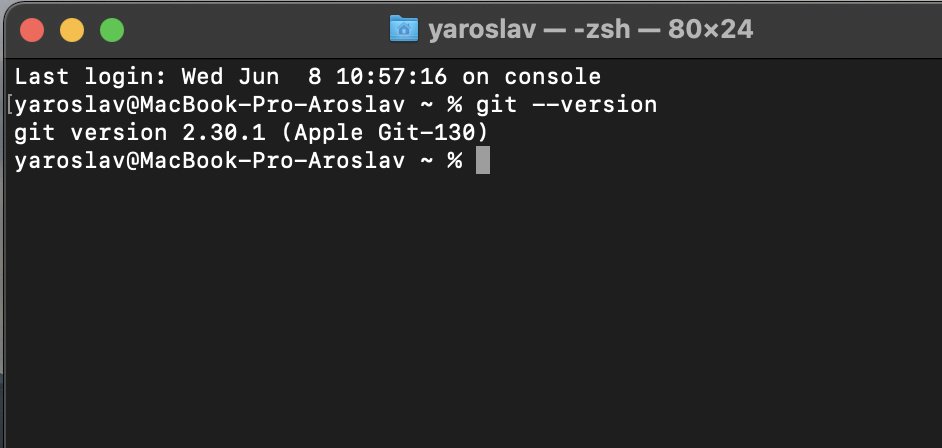 yaroslav — -zsh — 80×24
Last login: Wed Jun  8 10:57:16 on console
[yaroslav@MacBook-Pro-Aroslav ~ % git --version
git version 2.30.1 (Apple Git-130)
yaroslav@MacBook-Pro-Aroslav ~ %